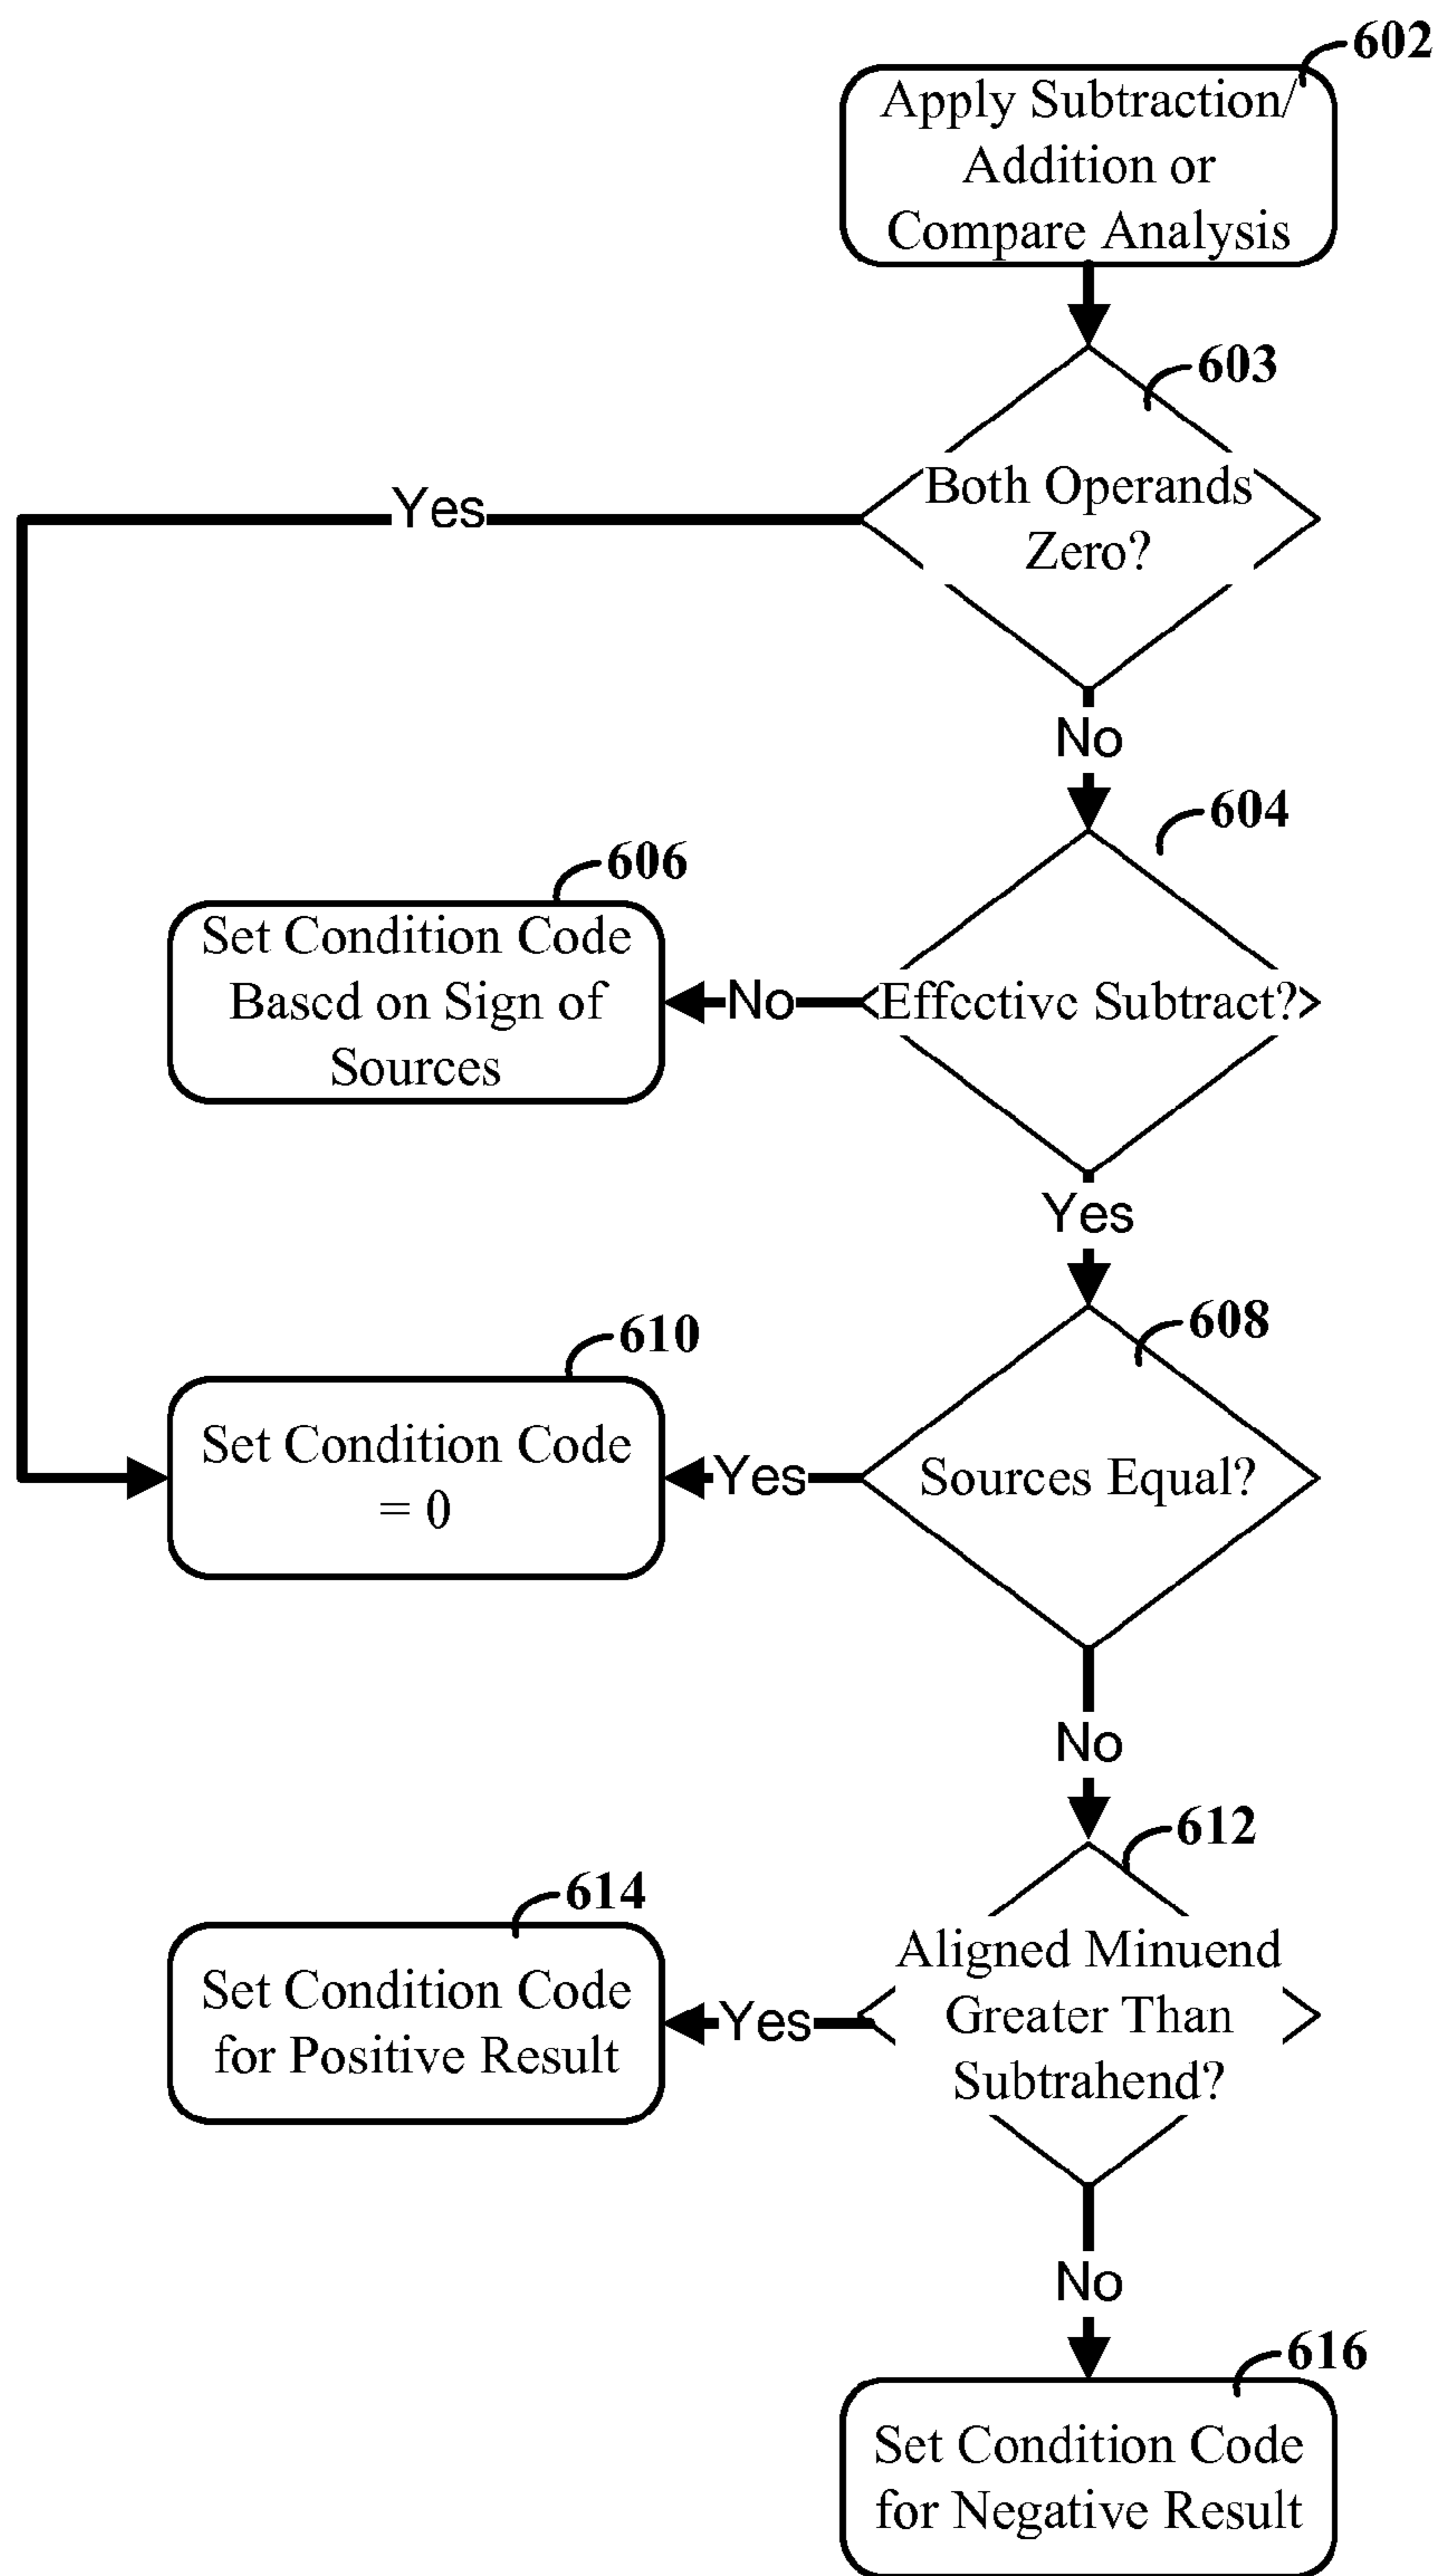 602
Apply Subtraction/
Addition or
Compare Analysis
603
Both Operands
Zero?
Yes
No
604
Effective Subtract?
No
606
Set Condition Code
Based on Sign of
Sources
Yes
608
Sources Equal?
Yes
610
Set Condition Code
= 0
No
612
Aligned Minuend
Greater Than
Subtrahend?
Yes
614
Set Condition Code
for Positive Result
No
616
Set Condition Code
for Negative Result